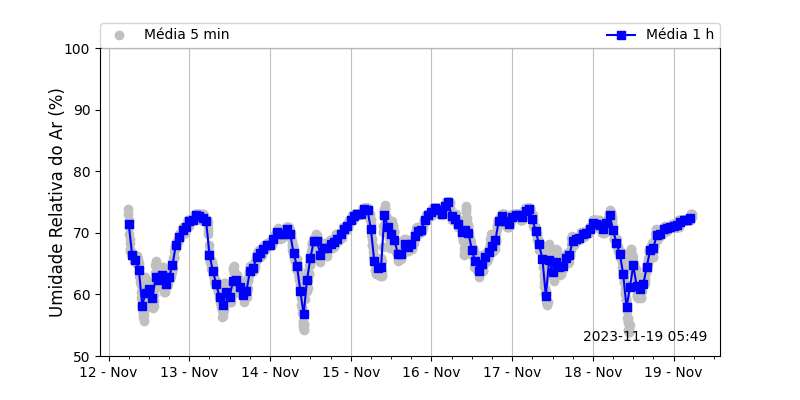 Média 5 min
Média 1 h
Umidade Relativa do Ar (%)
100
90
80
70
60
50
2023-11-19 05:49
12 - Nov
13 - Nov
14 - Nov
15 - Nov
16 - Nov
17 - Nov
18 - Nov
19 - Nov